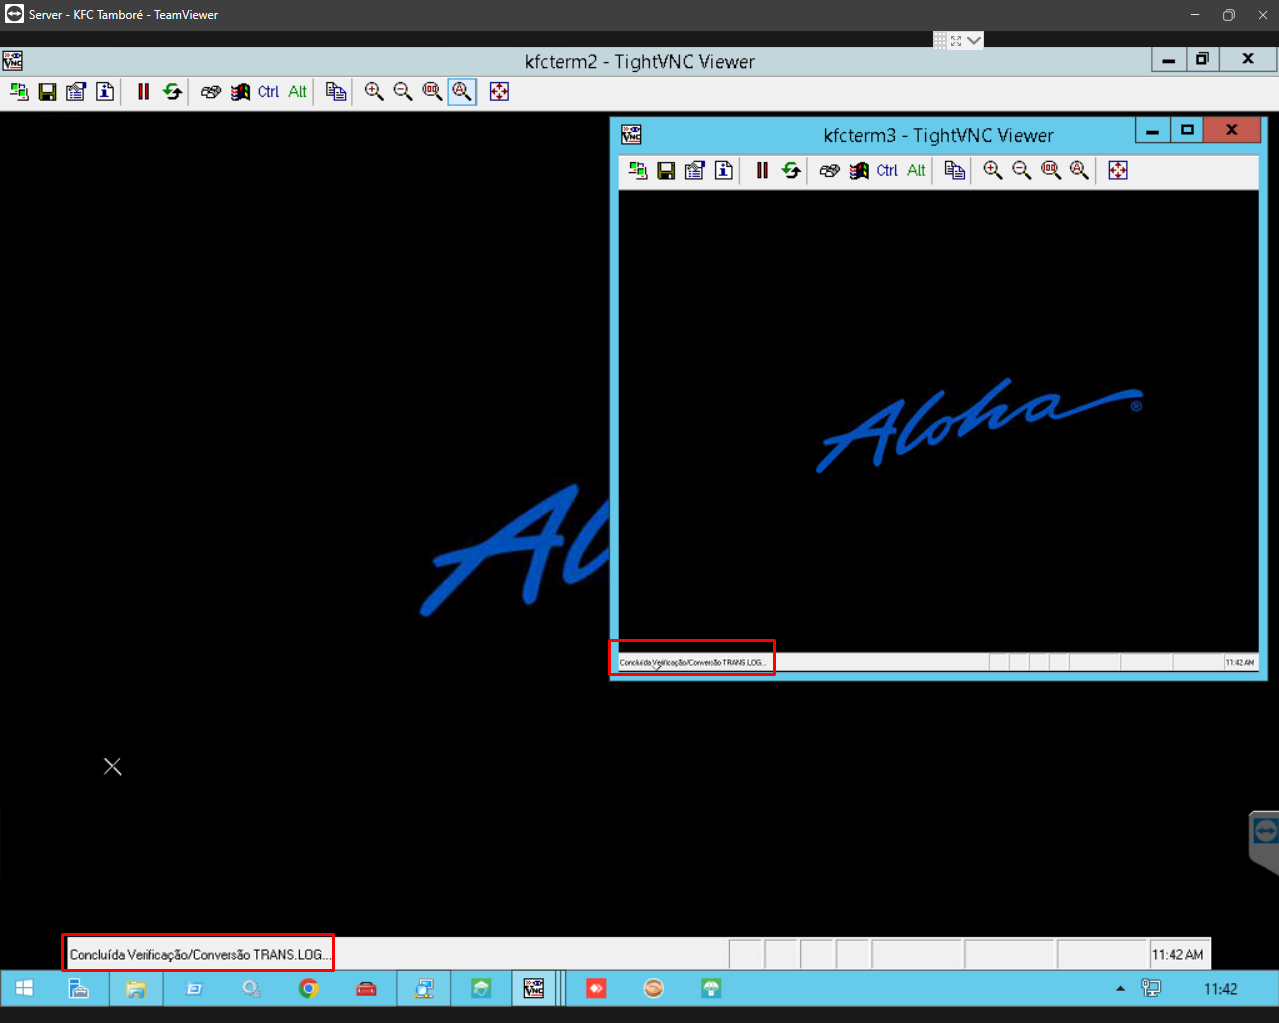 Server - KFC Tamboré - TeamViewer
kfcterm2 - TightVNC Viewer
Ctrl Alt
kfcterm3 - TightVNC Viewer
Ctrl Alt
Aloha®
Al
Concluída Verificação/Conversão TRANS.LOG...
11:42 AM
Concluída Verificação/Conversão TRANS.LOG...
11:42 AM
11:42